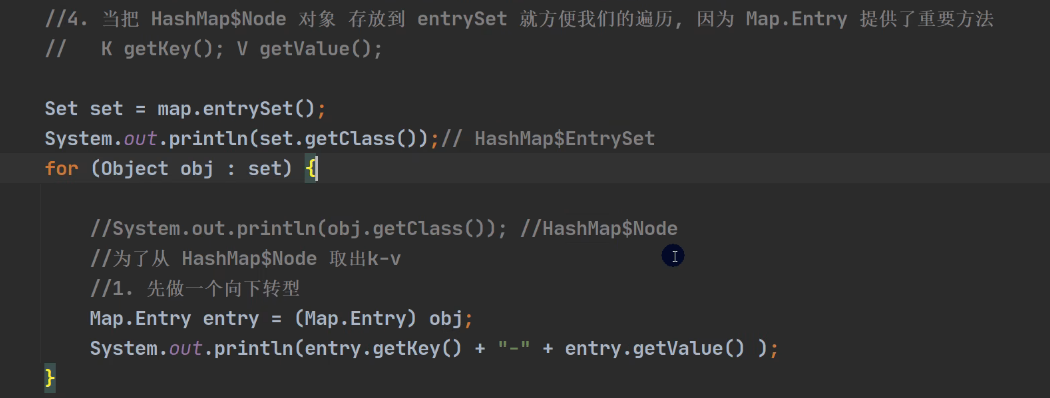 //4. 当把 HashMap$Node 对象 存放到 entrySet 就方便我们的遍历, 因为 Map.Entry 提供了重要方法
// K getKey(); V getValue();
Set set = map.entrySet();
System.out.println(set.getClass());// HashMap$EntrySet
for (Object obj : set) {
//System.out.println(obj.getClass()); //HashMap$Node
//为了从 HashMap$Node 取出k-v
//1. 先做一个向下转型
Map.Entry entry = (Map.Entry) obj;
System.out.println(entry.getKey() + "-" + entry.getValue() );
}